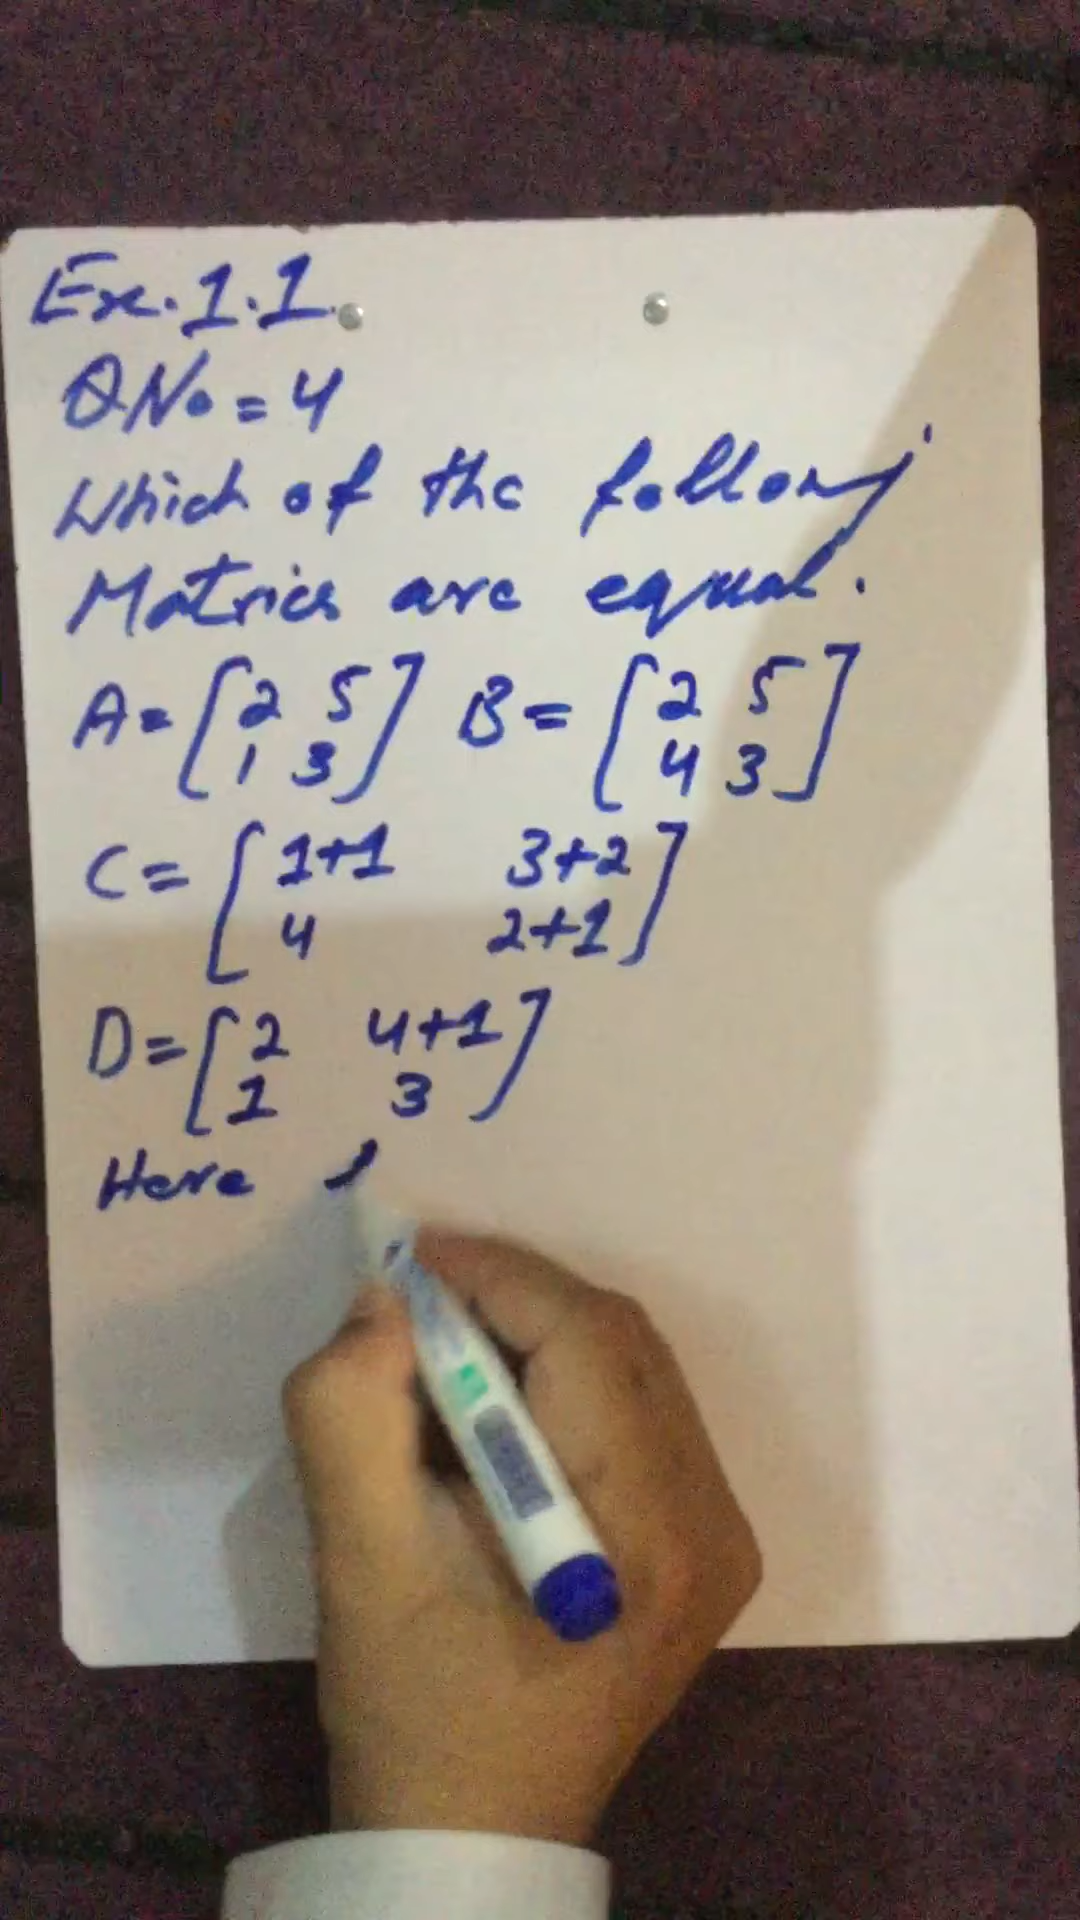 Ex. 1.1
Q.No = 4
Which of the following
Matrices are equal.
A = [2 5] B = [2 5]
[1 3] [4 3]
C = [1+1 3+2]
[4 2+1]
D = [2 4+1]
[1 3]
Here